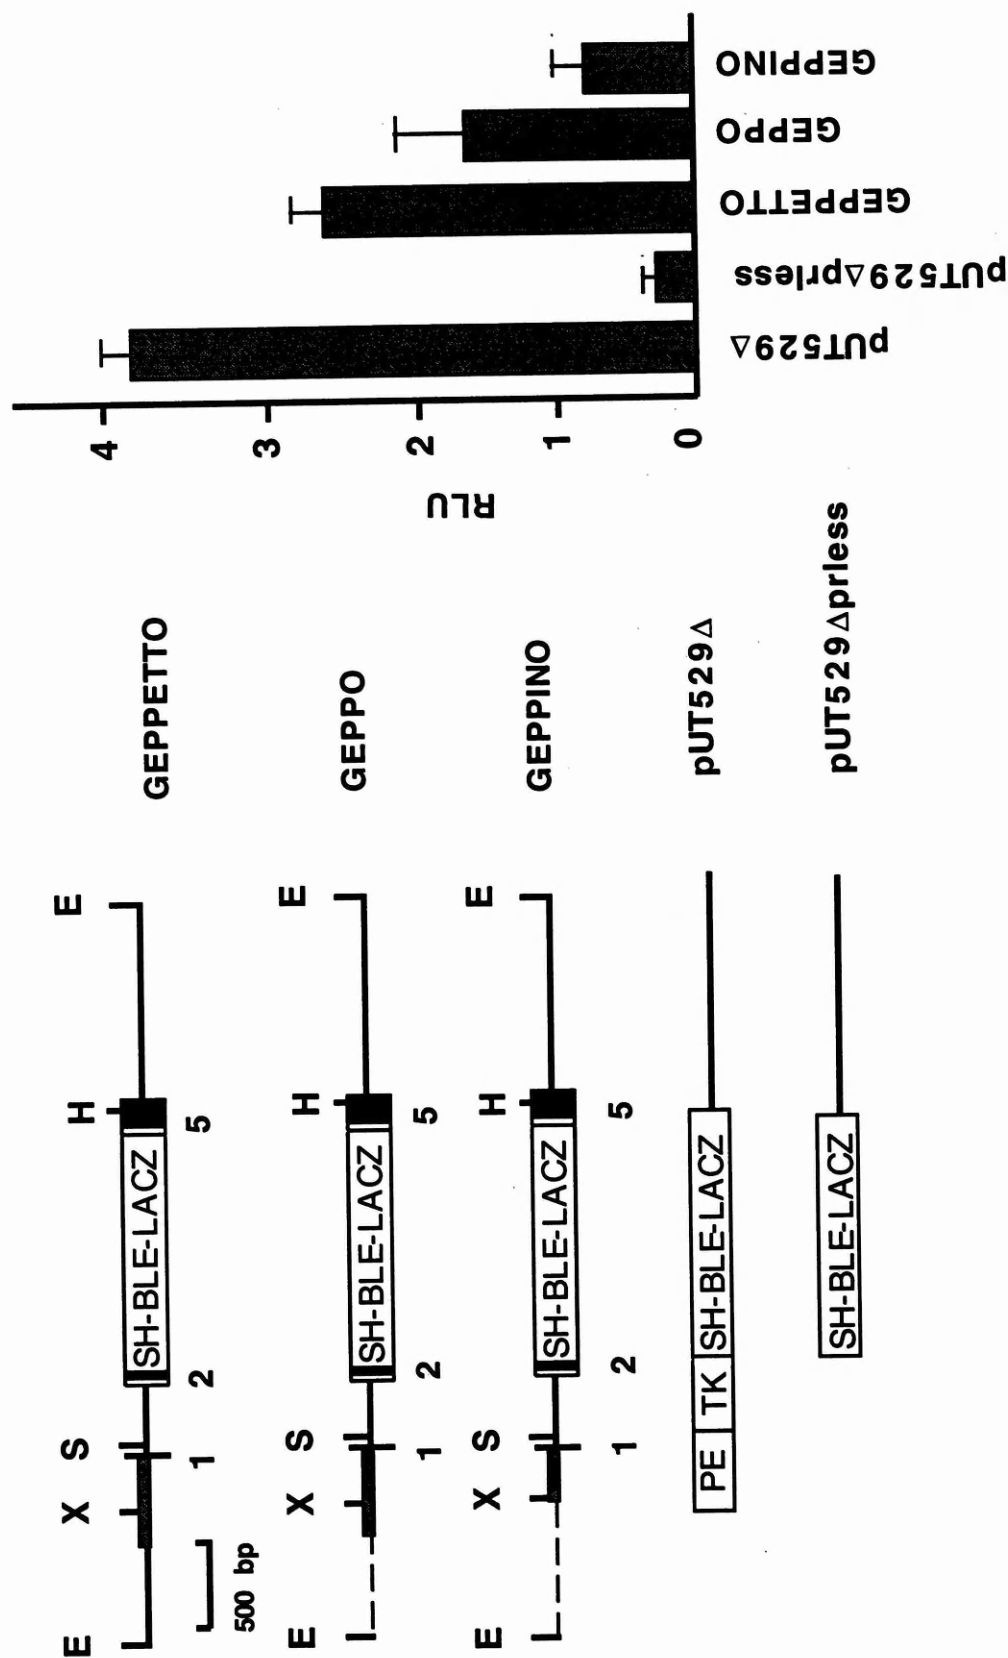 E X S H E
1 2 SH-BLE-LACZ 5
GEPPETTO
500 bp
E X S H E
1 2 SH-BLE-LACZ 5
GEPPO
E X S H E
1 2 SH-BLE-LACZ 5
GEPPINO
PE TK SH-BLE-LACZ
pUT529Δ
SH-BLE-LACZ
pUT529Δpriess
RLU
4
3
2
1
0
pUT529Δ
pUT529Δpriess
GEPPETTO
GEPPO
GEPPINO